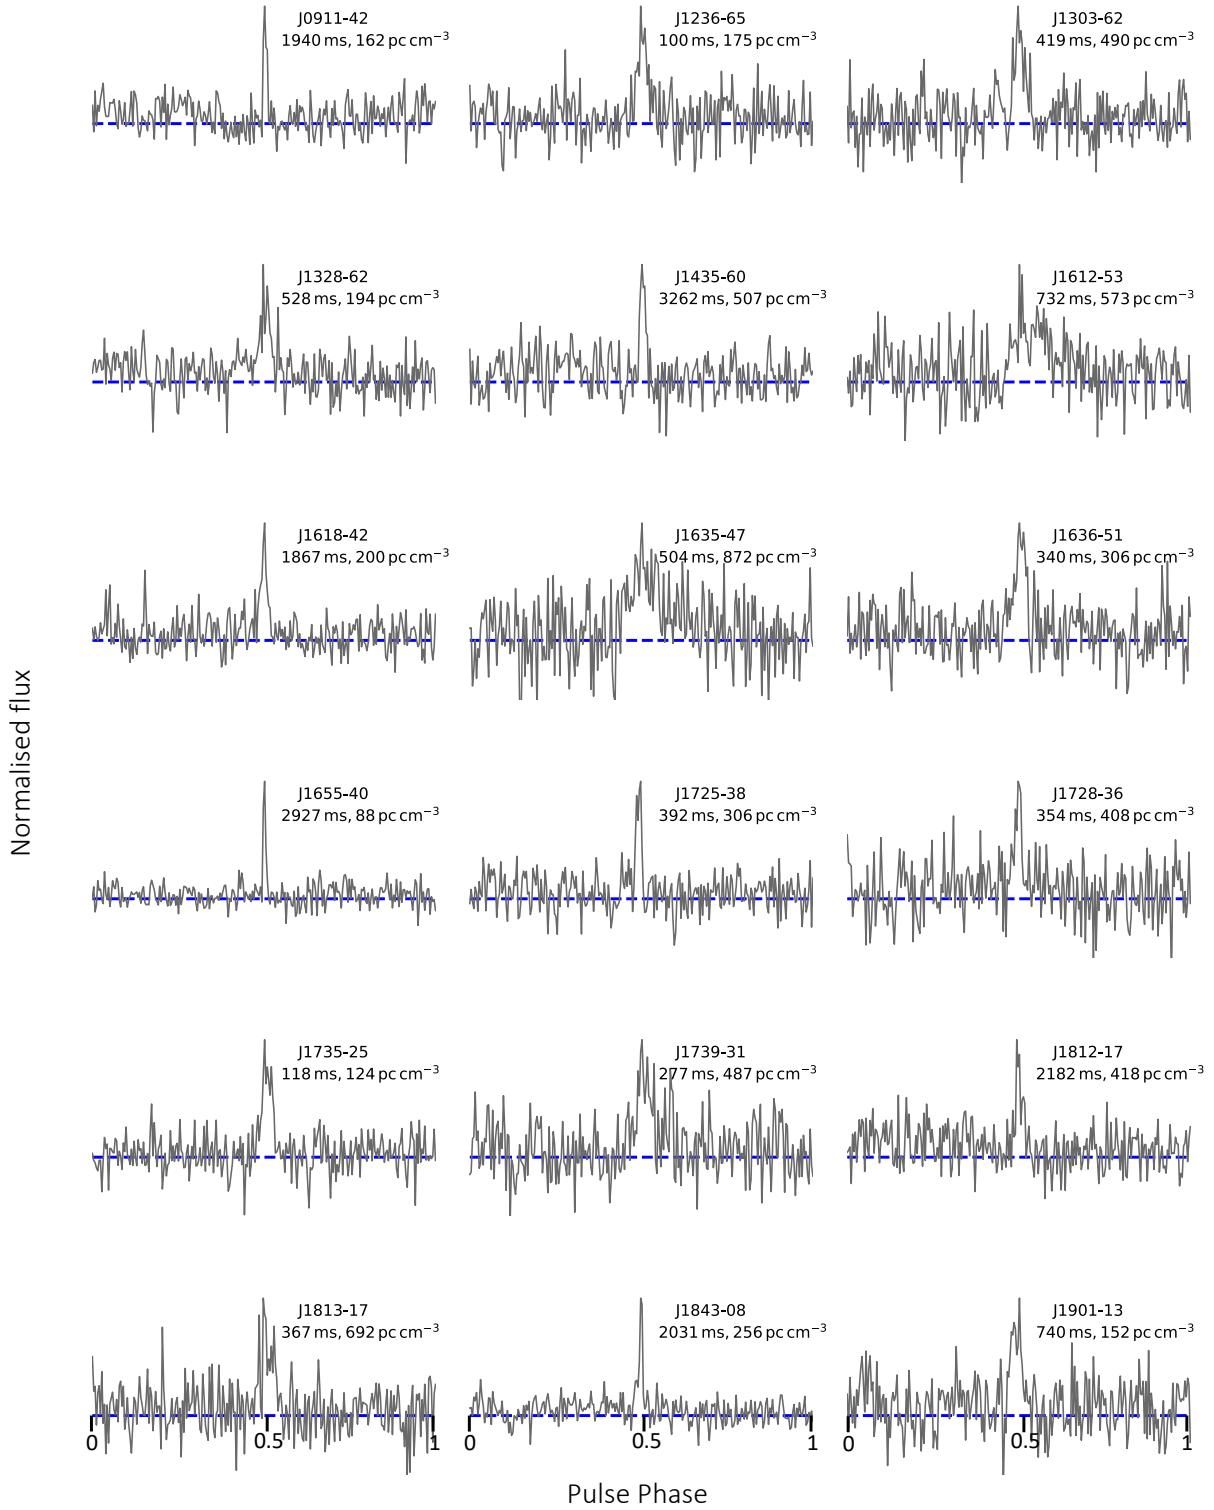 J0911-42
1940 ms, 162 pc cm⁻³
J1236-65
100 ms, 175 pc cm⁻³
J1303-62
419 ms, 490 pc cm⁻³
J1328-62
528 ms, 194 pc cm⁻³
J1435-60
3262 ms, 507 pc cm⁻³
J1612-53
732 ms, 573 pc cm⁻³
J1618-42
1867 ms, 200 pc cm⁻³
J1635-47
504 ms, 872 pc cm⁻³
J1636-51
340 ms, 306 pc cm⁻³
Normalised flux
J1655-40
2927 ms, 88 pc cm⁻³
J1725-38
392 ms, 306 pc cm⁻³
J1728-36
354 ms, 408 pc cm⁻³
J1735-25
118 ms, 124 pc cm⁻³
J1739-31
277 ms, 487 pc cm⁻³
J1812-17
2182 ms, 418 pc cm⁻³
J1813-17
367 ms, 692 pc cm⁻³
J1843-08
2031 ms, 256 pc cm⁻³
J1901-13
740 ms, 152 pc cm⁻³
0 0.5 1
0 0.5 1
0 0.5 1
Pulse Phase